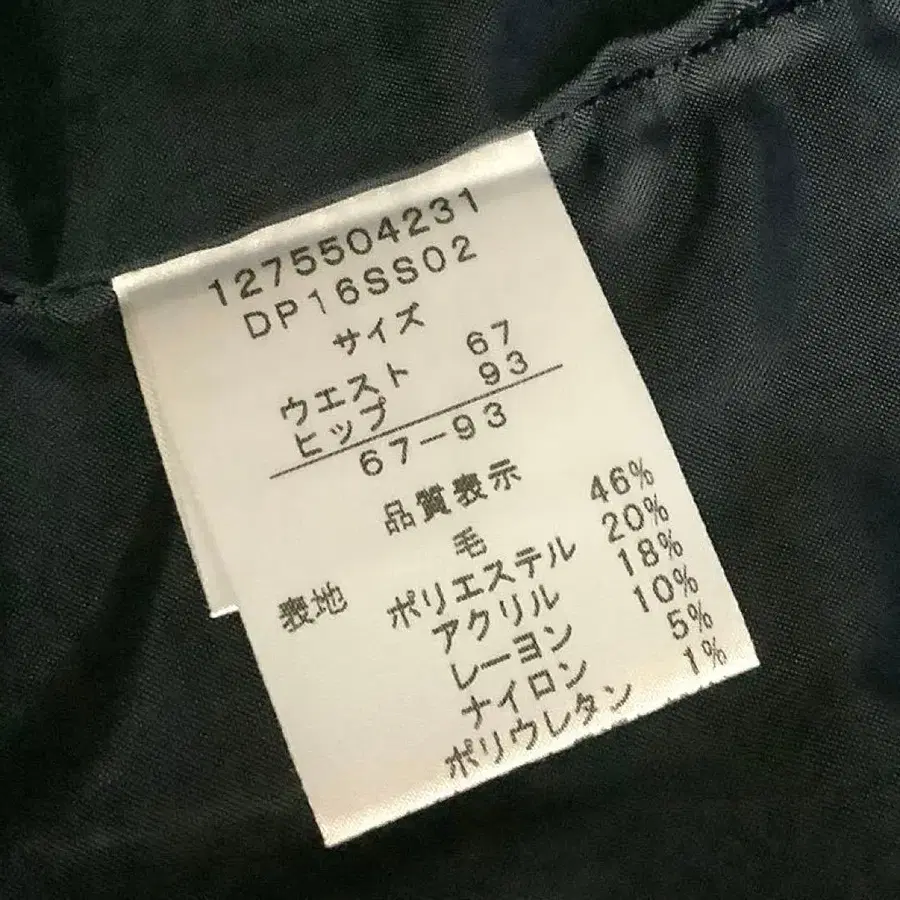 1275504231
DP16SS02
サイズ
ウエスト 67
ヒップ 93
67-93
品質表示
表地 毛 46%
ポリエステル 20%
アクリル 18%
レーヨン 10%
ナイロン 5%
ポリウレタン 1%